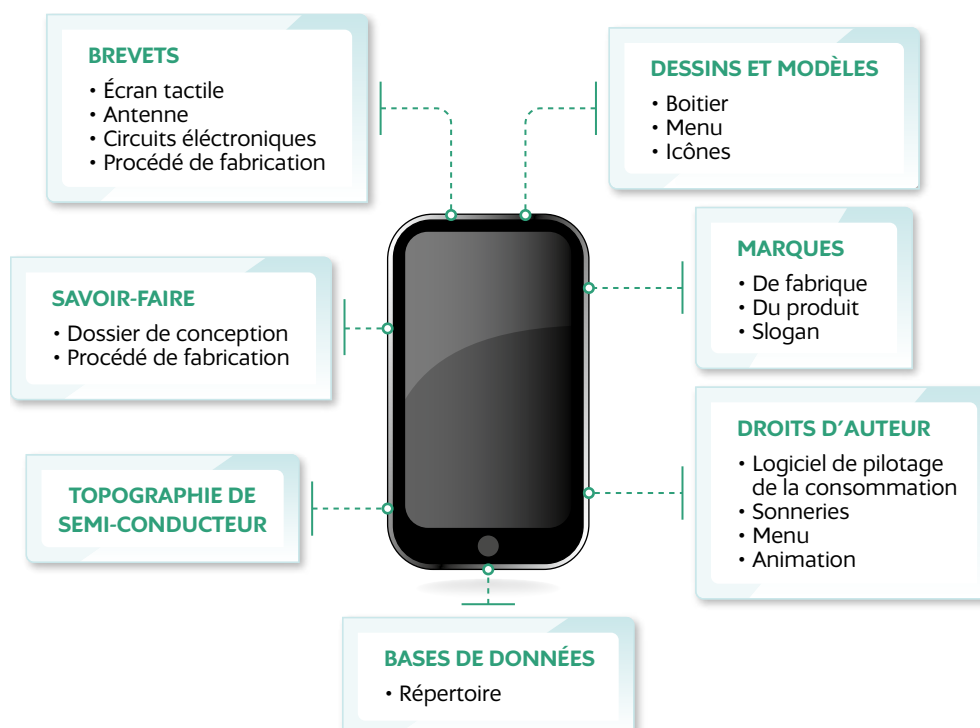 BREVETS
• Écran tactile
• Antenne
• Circuits éléctroniques
• Procédé de fabrication
DESSINS ET MODÈLES
• Boitier
• Menu
• Icônes
SAVOIR-FAIRE
• Dossier de conception
• Procédé de fabrication
MARQUES
• De fabrique
• Du produit
• Slogan
TOPOGRAPHIE DE
SEMI-CONDUCTEUR
DROITS D’AUTEUR
• Logiciel de pilotage
de la consommation
• Sonneries
• Menu
• Animation
BASES DE DONNÉES
• Répertoire